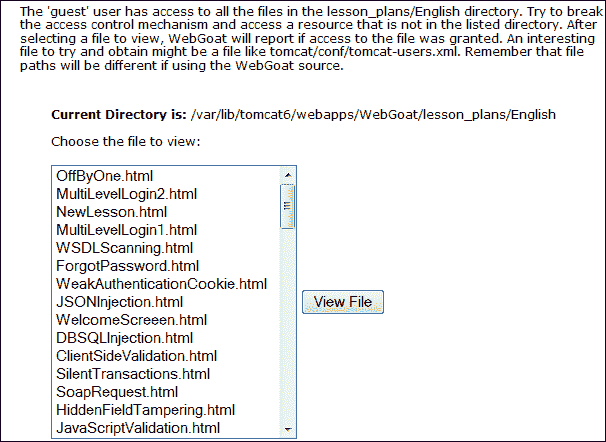 The 'guest' user has access to all the files in the lesson_plans/English directory. Try to break
the access control mechanism and access a resource that is not in the listed directory. After
selecting a file to view, WebGoat will report if access to the file was granted. An interesting
file to try and obtain might be a file like tomcat/conf/tomcat-users.xml. Remember that file
paths will be different if using the WebGoat source.
Current Directory is: /var/lib/tomcat6/webapps/WebGoat/lesson_plans/English
Choose the file to view:
OffByOne.html
MultiLevelLogin2.html
NewLesson.html
MultiLevelLogin1.html
WSDLScanning.html
ForgotPassword.html
WeakAuthenticationCookie.html
JSONInjection.html
WelcomeScreeen.html
DBSQLInjection.html
ClientSideValidation.html
SilentTransactions.html
SoapRequest.html
HiddenFieldTampering.html
JavaScriptValidation.html
View File